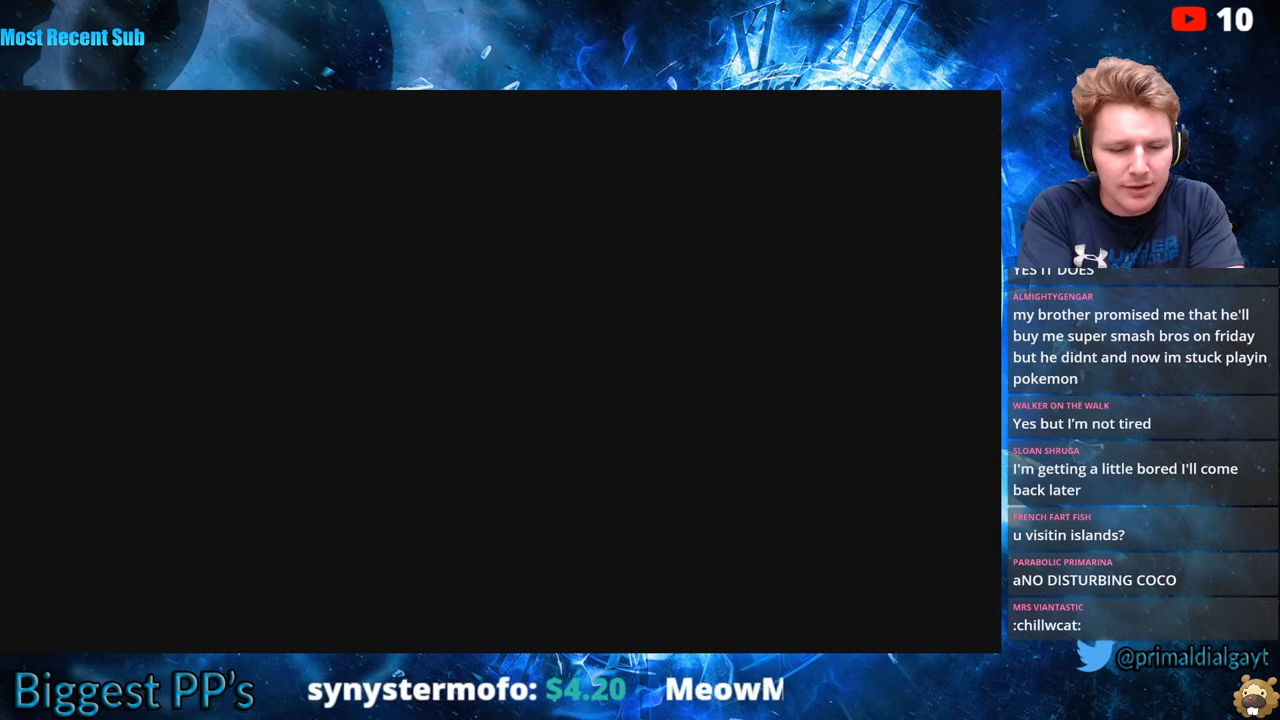 Most Recent Sub
10
YES IT DOES
ALMIGHTYGENGAR
my brother promised me that he'll
buy me super smash bros on friday
but he didnt and now im stuck playin
pokemon
WALKER ON THE WALK
Yes but I’m not tired
SLOAN SHRUGA
I'm getting a little bored I'll come
back later
FRENCH FART FISH
u visitin islands?
PARABOLIC PRIMARINA
aNO DISTURBING COCO
MRS VIANTASTIC
:chillwcat:
@primaldialgayt
Biggest PP’s
synystermofo: $4.20 MeowM